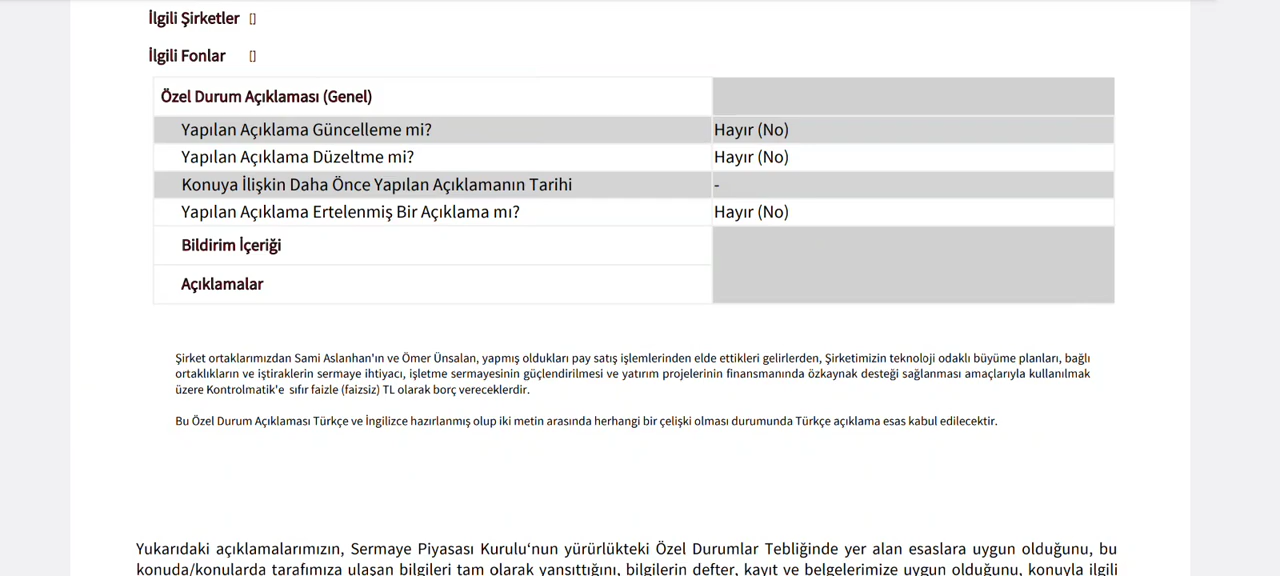 İlgili Şirketler []
İlgili Fonlar []
Özel Durum Açıklaması (Genel)
Yapılan Açıklama Güncelleme mi? Hayır (No)
Yapılan Açıklama Düzeltme mi? Hayır (No)
Konuya İlişkin Daha Önce Yapılan Açıklamanın Tarihi -
Yapılan Açıklama Ertelenmiş Bir Açıklama mı? Hayır (No)
Bildirim İçeriği
Açıklamalar
Şirket ortaklarımızdan Sami Aslanhan'ın ve Ömer Ünsalan, yapmış oldukları pay satış işlemlerinden elde ettikleri gelirlerden, Şirketimizin teknoloji odaklı büyüme planları, bağlı
ortaklıkların ve iştiraklerin sermaye ihtiyacı, işletme sermayesinin güçlendirilmesi ve yatırım projelerinin finansmanında özkaynak desteği sağlanması amaçlarıyla kullanılmak
üzere Kontrolmatik'e sıfır faizle (faizsiz) TL olarak borç vereceklerdir.
Bu Özel Durum Açıklaması Türkçe ve İngilizce hazırlanmış olup iki metin arasında herhangi bir çelişki olması durumunda Türkçe açıklama esas kabul edilecektir.
Yukarıdaki açıklamalarımızın, Sermaye Piyasası Kurulu'nun yürürlükteki Özel Durumlar Tebliğinde yer alan esaslara uygun olduğunu, bu
konuda/konularda tarafımıza ulaşan bilgileri tam olarak yansıttığını, bilgilerin defter, kayıt ve belgelerimize uygun olduğunu, konuyla ilgili